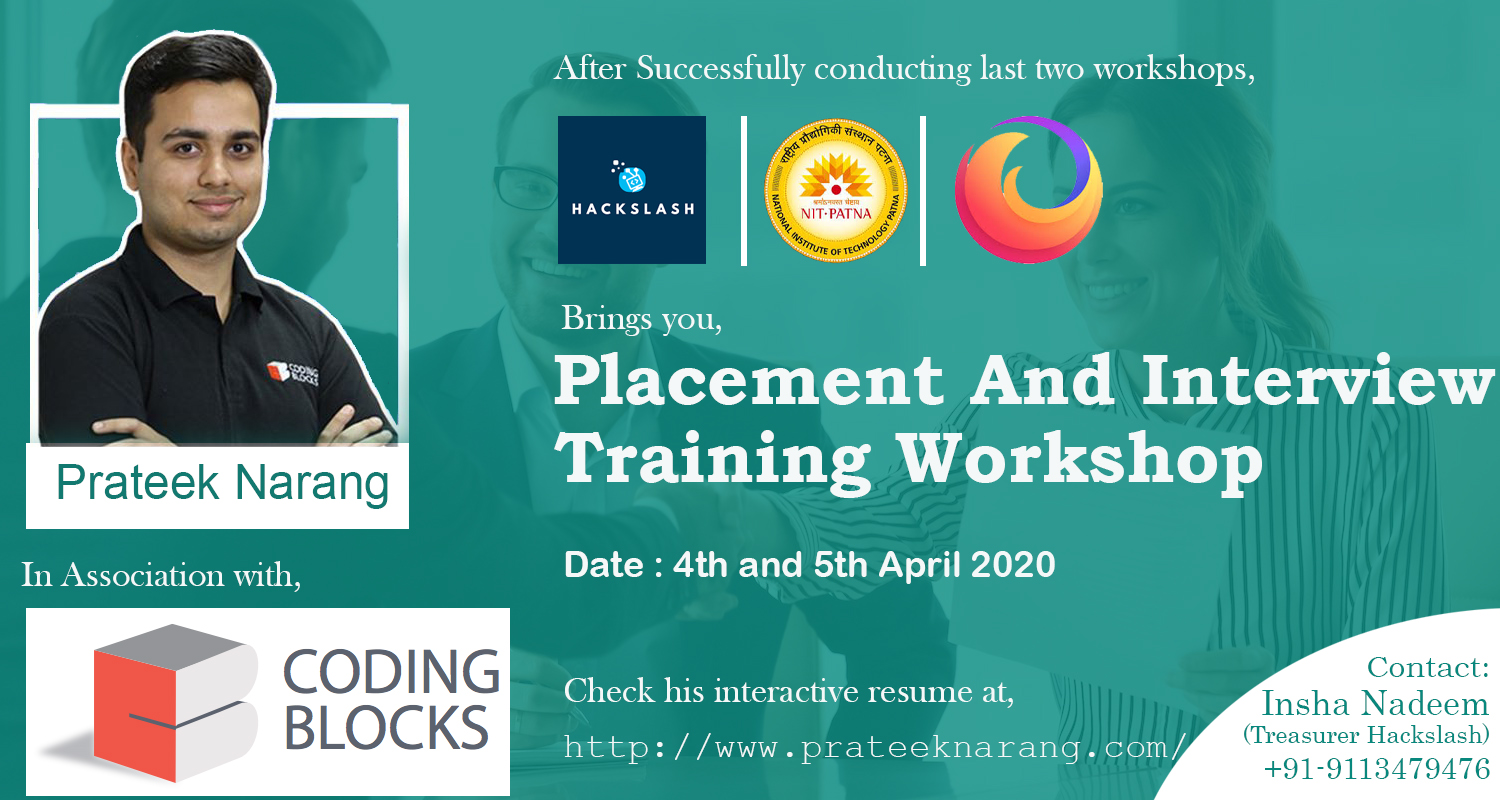 After Successfully conducting last two workshops,
HACKSLASH
राष्ट्रीय प्रौद्योगिकी संस्थान पटना
NIT-PATNA
NATIONAL INSTITUTE OF TECHNOLOGY PATNA
Brings you,
Placement And Interview
Training Workshop
Date : 4th and 5th April 2020
Check his interactive resume at,
http://www.prateeknarang.com/
CODING
BLOCKS
Prateek Narang
In Association with,
CODING
BLOCKS
Contact:
Insha Nadeem
(Treasurer Hackslash)
+91-9113479476